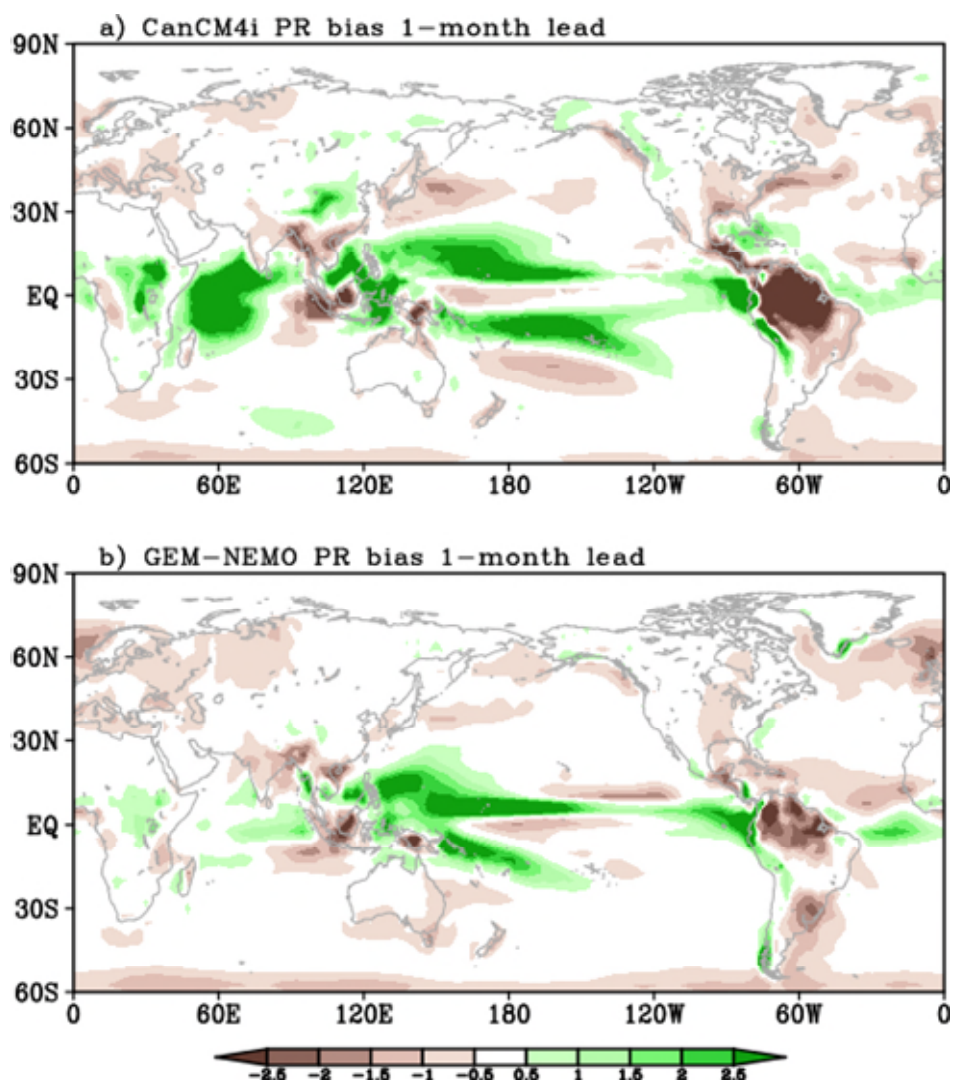 a) CanCM4i PR bias 1-month lead
90N
60N
30N
EQ
30S
60S
0 60E 120E 180 120W 60W 0
b) GEM-NEMO PR bias 1-month lead
90N
60N
30N
EQ
30S
60S
0 60E 120E 180 120W 60W 0
-2.5 -2 -1.5 -1 -0.5 0.5 1 1.5 2 2.5